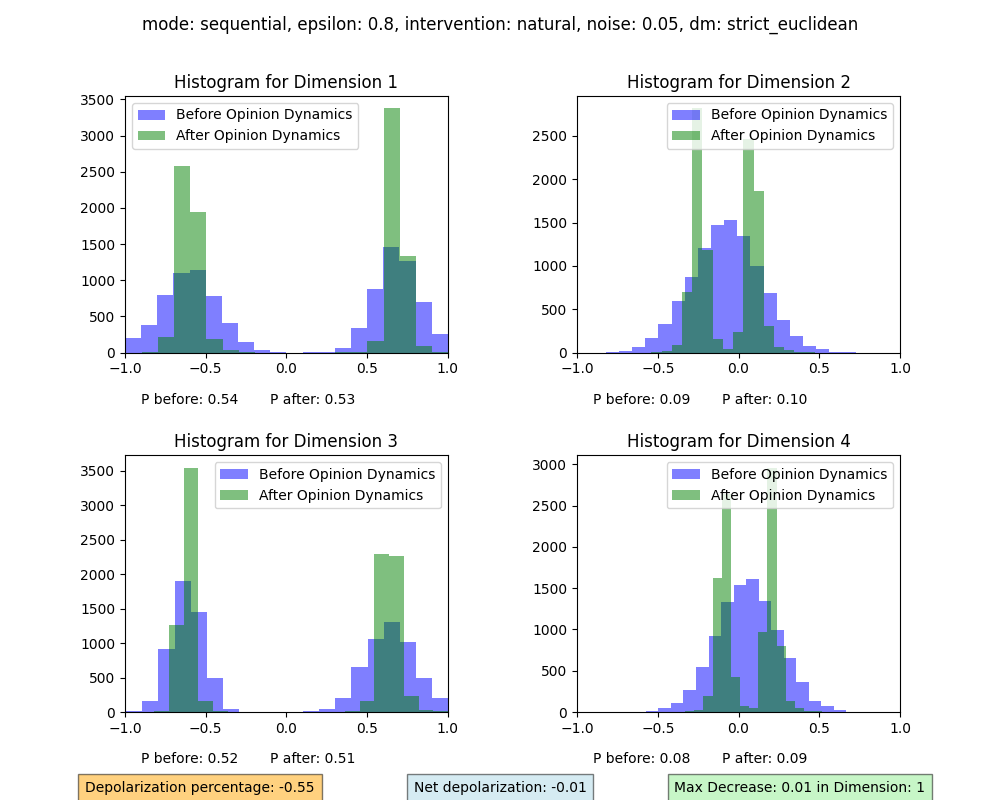 mode: sequential, epsilon: 0.8, intervention: natural, noise: 0.05, dm: strict_euclidean
Histogram for Dimension 1
3500
3000
2500
2000
1500
1000
500
0
Before Opinion Dynamics
After Opinion Dynamics
−1.0 −0.5 0.0 0.5 1.0
P before: 0.54 P after: 0.53
Histogram for Dimension 2
2500
2000
1500
1000
500
0
Before Opinion Dynamics
After Opinion Dynamics
−1.0 −0.5 0.0 0.5 1.0
P before: 0.09 P after: 0.10
Histogram for Dimension 3
3500
3000
2500
2000
1500
1000
500
0
Before Opinion Dynamics
After Opinion Dynamics
−1.0 −0.5 0.0 0.5 1.0
P before: 0.52 P after: 0.51
Histogram for Dimension 4
3000
2500
2000
1500
1000
500
0
Before Opinion Dynamics
After Opinion Dynamics
−1.0 −0.5 0.0 0.5 1.0
P before: 0.08 P after: 0.09
Depolarization percentage: -0.55
Net depolarization: -0.01
Max Decrease: 0.01 in Dimension: 1